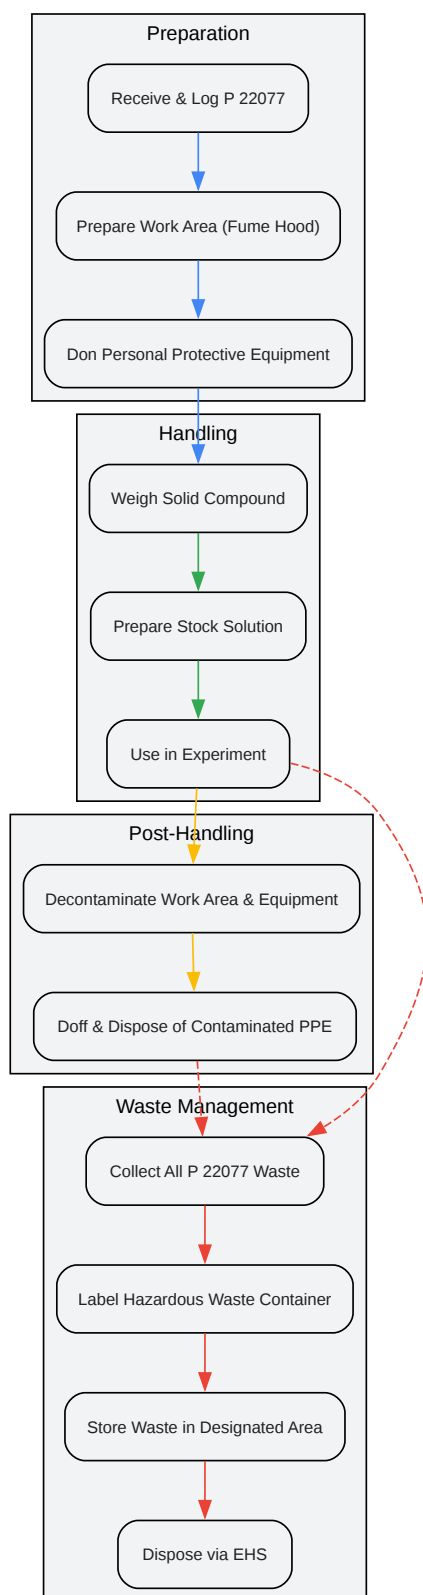 Preparation
Receive & Log P 22077
Prepare Work Area (Fume Hood)
Don Personal Protective Equipment
Handling
Weigh Solid Compound
Prepare Stock Solution
Use in Experiment
Post-Handling
Decontaminate Work Area & Equipment
Doff & Dispose of Contaminated PPE
Waste Management
Collect All P 22077 Waste
Label Hazardous Waste Container
Store Waste in Designated Area
Dispose via EHS